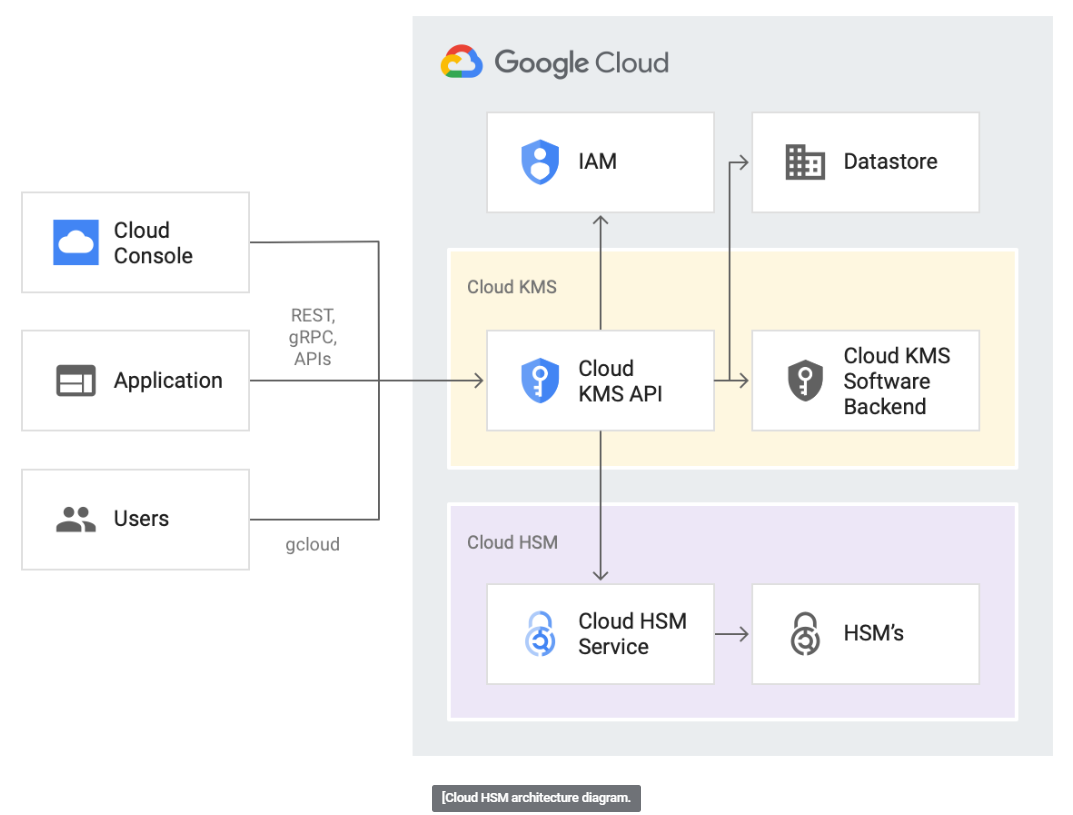 Google Cloud
IAM
Datastore
Cloud
Console
Cloud KMS
REST,
gRPC,
APIs
Application
Cloud
KMS API
Cloud KMS
Software
Backend
Users
gcloud
Cloud HSM
Cloud HSM
Service
HSM's
[Cloud HSM architecture diagram.